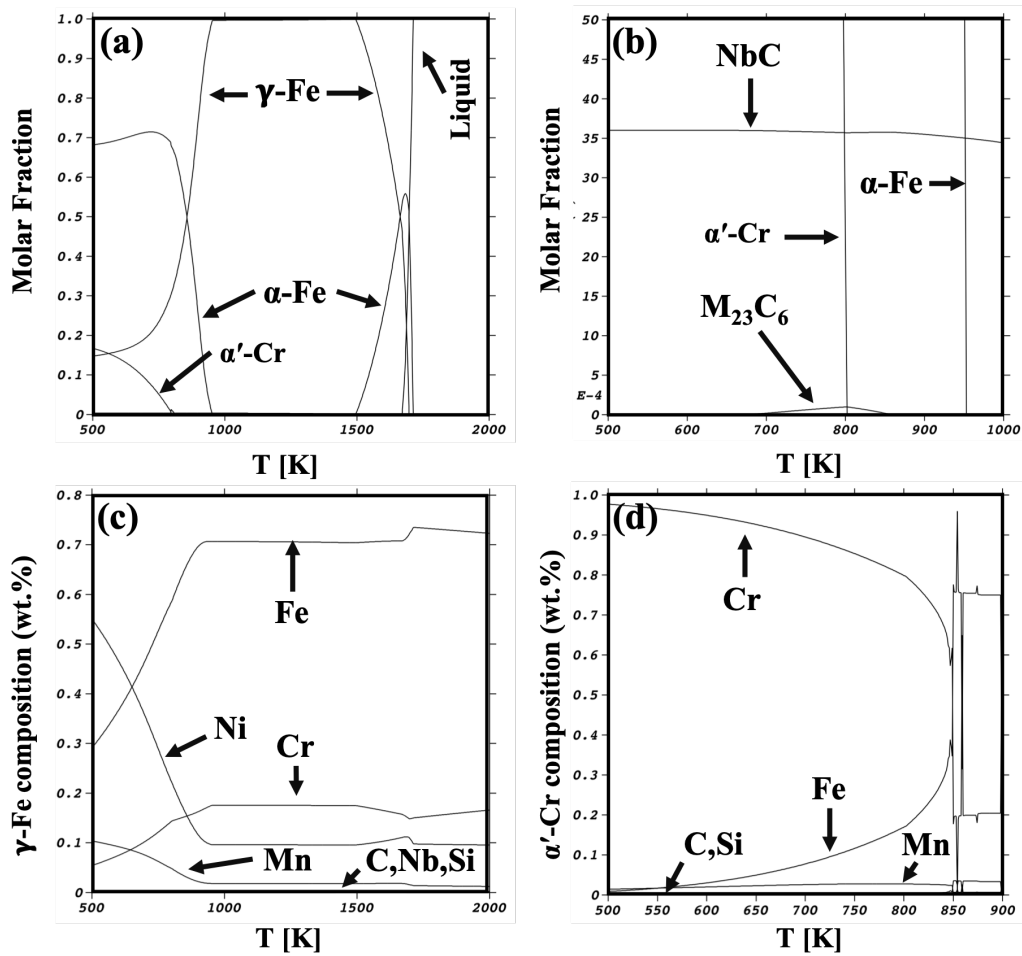 (a)
Molar Fraction
1.0
0.9
0.8
0.7
0.6
0.5
0.4
0.3
0.2
0.1
0
γ-Fe
Liquid
α-Fe
α′-Cr
500 1000 1500 2000
T [K]
(b)
Molar Fraction
50
45
40
35
30
25
20
15
10
5
E-4
0
NbC
α-Fe
α′-Cr
M23C6
500 600 700 800 900 1000
T [K]
(c)
γ-Fe composition (wt.%)
0.8
0.7
0.6
0.5
0.4
0.3
0.2
0.1
0
Fe
Ni
Cr
Mn
C,Nb,Si
500 1000 1500 2000
T [K]
(d)
α′-Cr composition (wt.%)
1.0
0.9
0.8
0.7
0.6
0.5
0.4
0.3
0.2
0.1
0
Cr
Fe
C,Si
Mn
500 550 600 650 700 750 800 850 900
T [K]